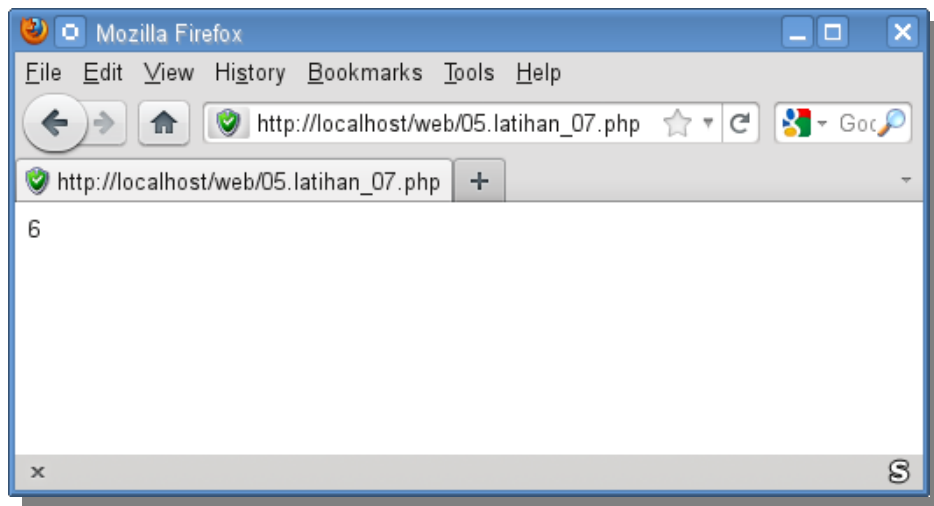 Mozilla Firefox
File Edit View History Bookmarks Tools Help
http://localhost/web/05.latihan_07.php Goo
http://localhost/web/05.latihan_07.php +
6
x S